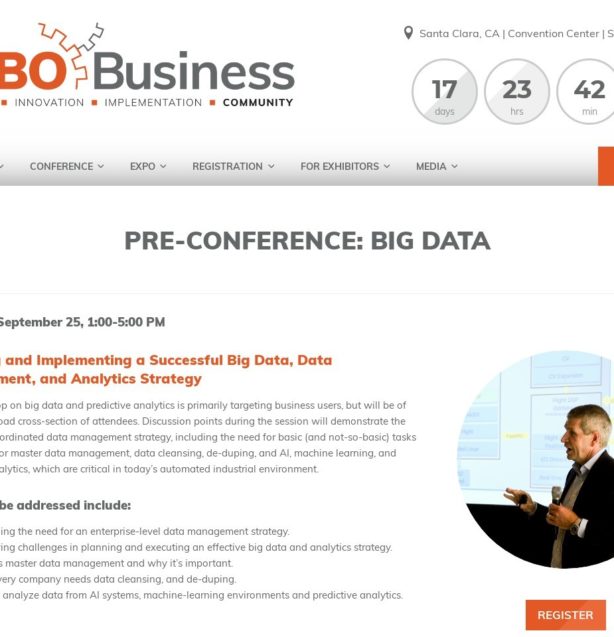 BO Business
Santa Clara, CA | Convention Center | S
INNOVATION ■ IMPLEMENTATION ■ COMMUNITY
17 23 42
days hrs min
CONFERENCE EXPO REGISTRATION FOR EXHIBITORS MEDIA
PRE-CONFERENCE: BIG DATA
September 25, 1:00-5:00 PM
and Implementing a Successful Big Data, Data
ment, and Analytics Strategy
op on big data and predictive analytics is primarily targeting business users, but will be of
oad cross-section of attendees. Discussion points during the session will demonstrate the
ordinated data management strategy, including the need for basic (and not-so-basic) tasks
or master data management, data cleansing, de-duping, and AI, machine learning, and
alytics, which are critical in today's automated industrial environment.
be addressed include:
ing the need for an enterprise-level data management strategy.
ring challenges in planning and executing an effective big data and analytics strategy.
s master data management and why it's important.
very company needs data cleansing, and de-duping.
analyze data from AI systems, machine-learning environments and predictive analytics.
REGISTER